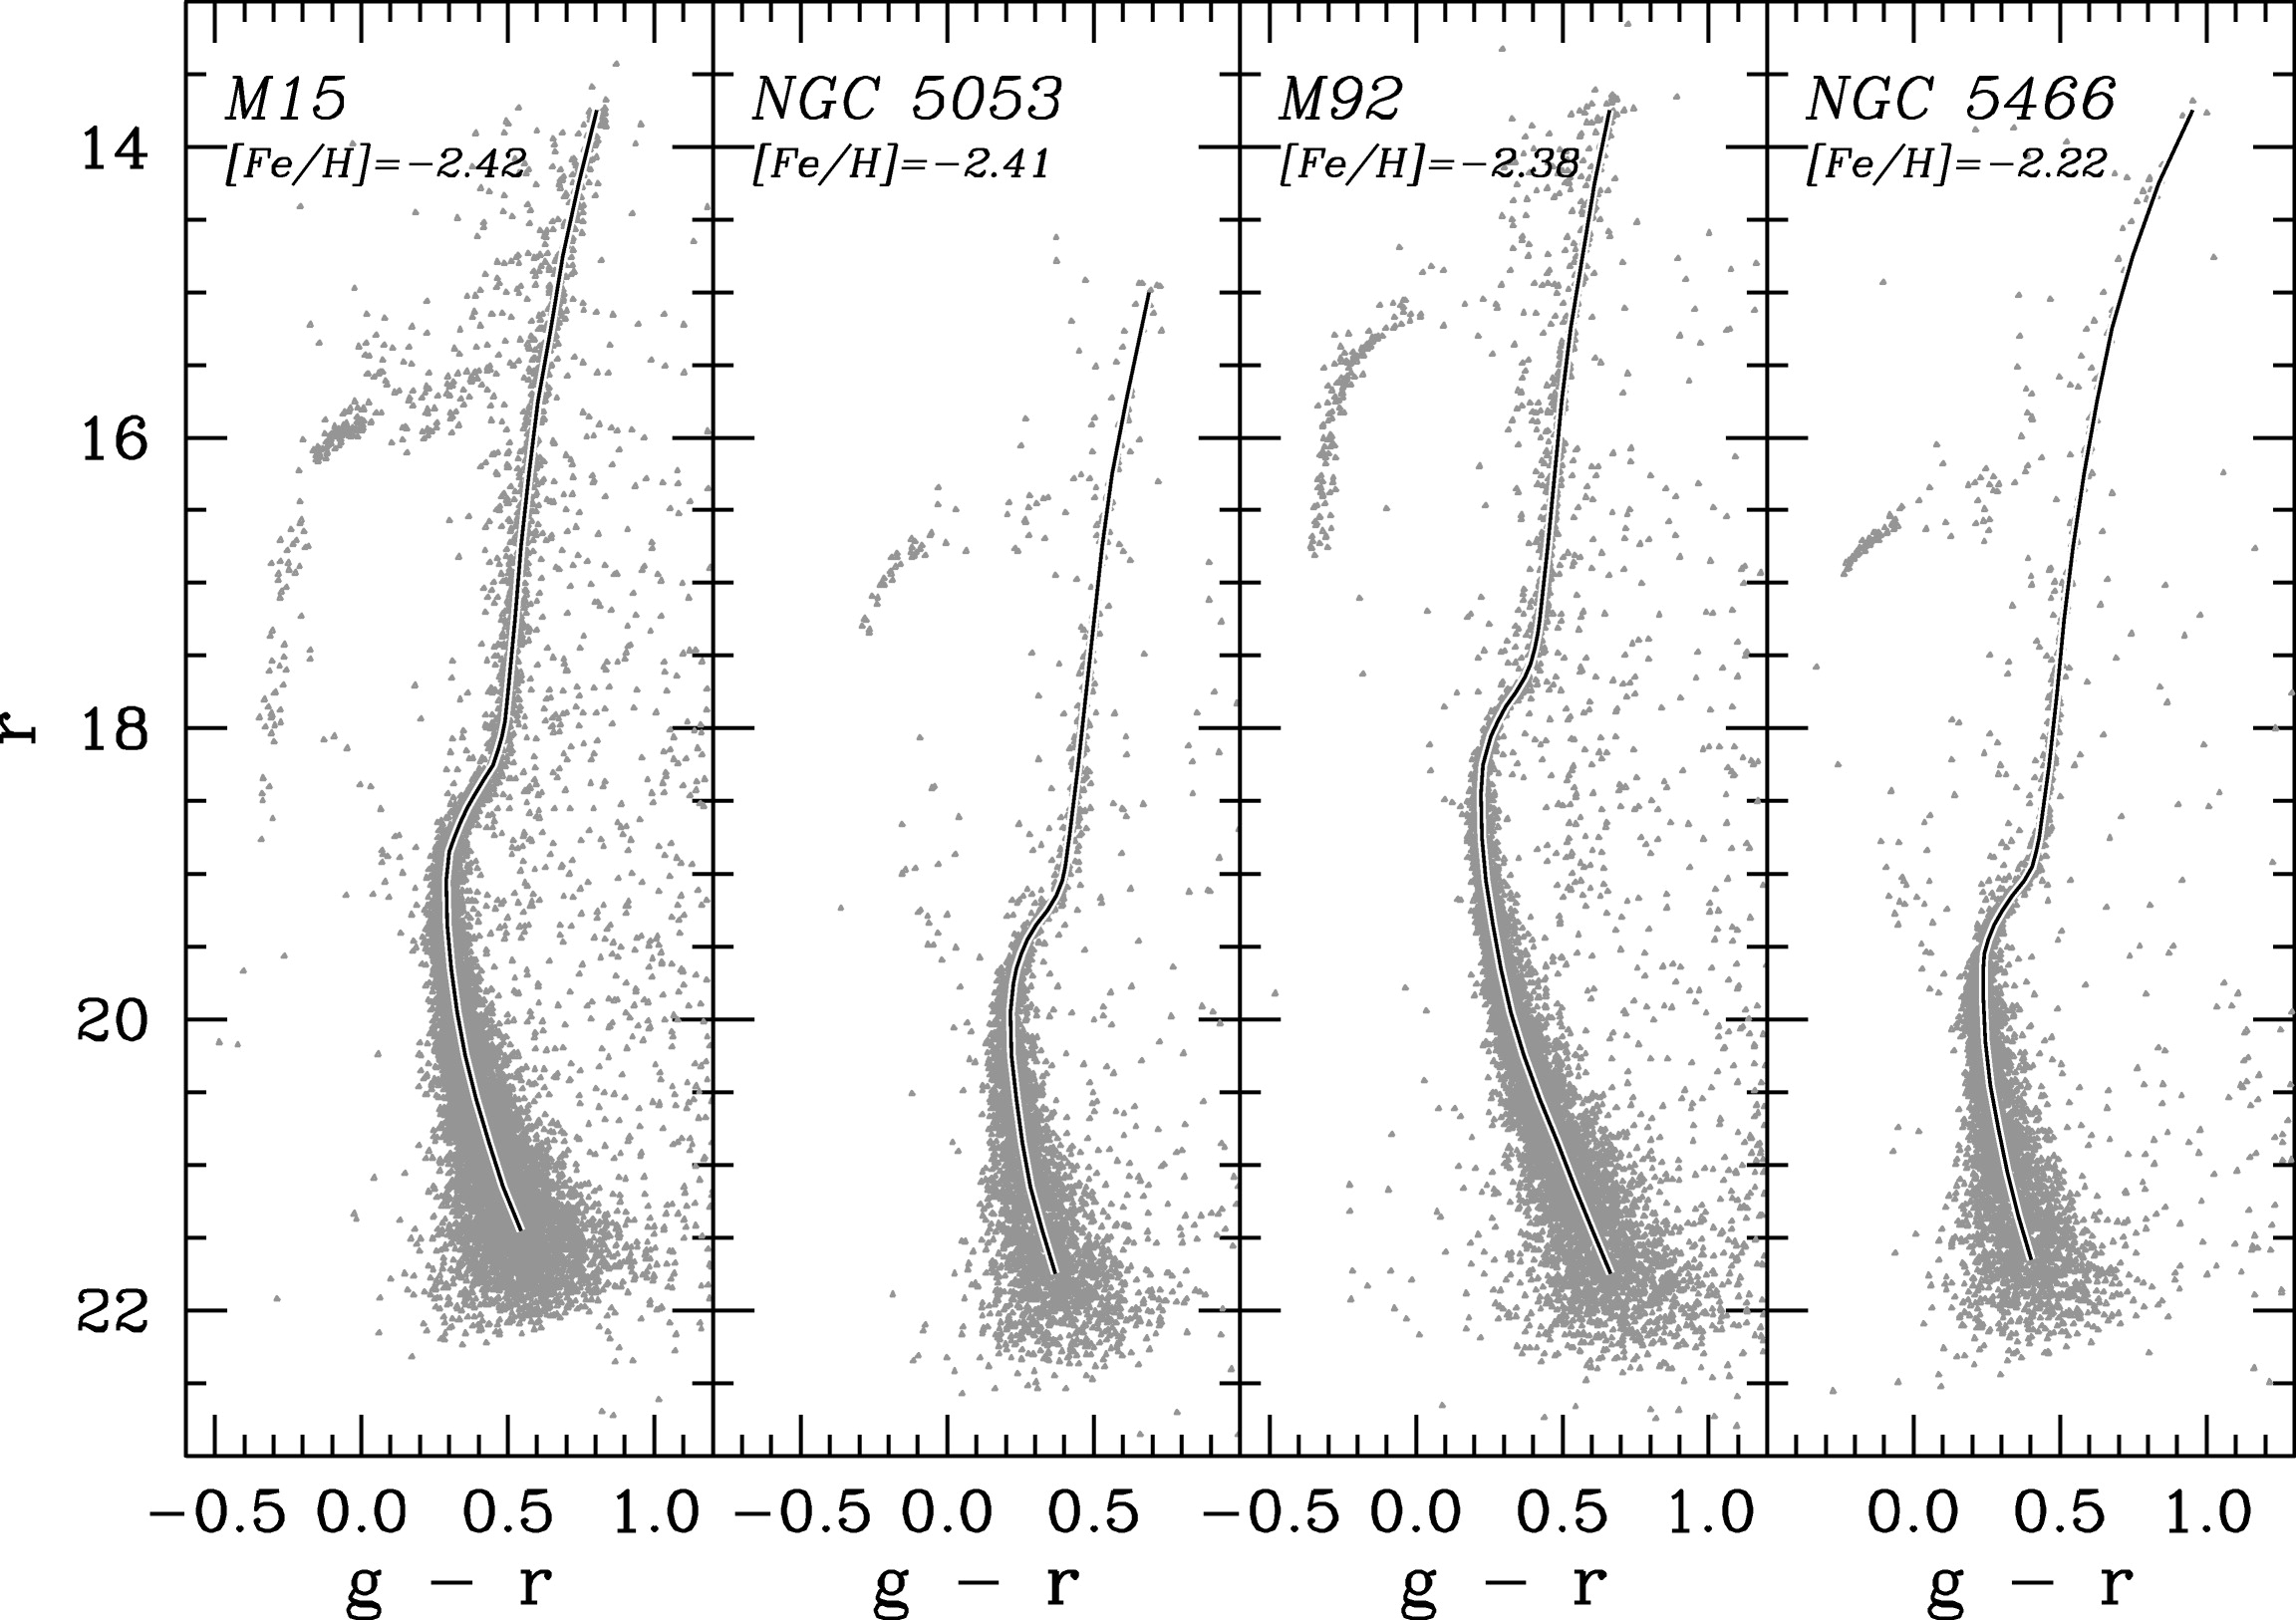 M15
[Fe/H]=−2.42
NGC 5053
[Fe/H]=−2.41
M92
[Fe/H]=−2.38
NGC 5466
[Fe/H]=−2.22
14
16
18
20
22
r
−0.5 0.0 0.5 1.0
−0.5 0.0 0.5
−0.5 0.0 0.5 1.0
0.0 0.5 1.0
g − r
g − r
g − r
g − r